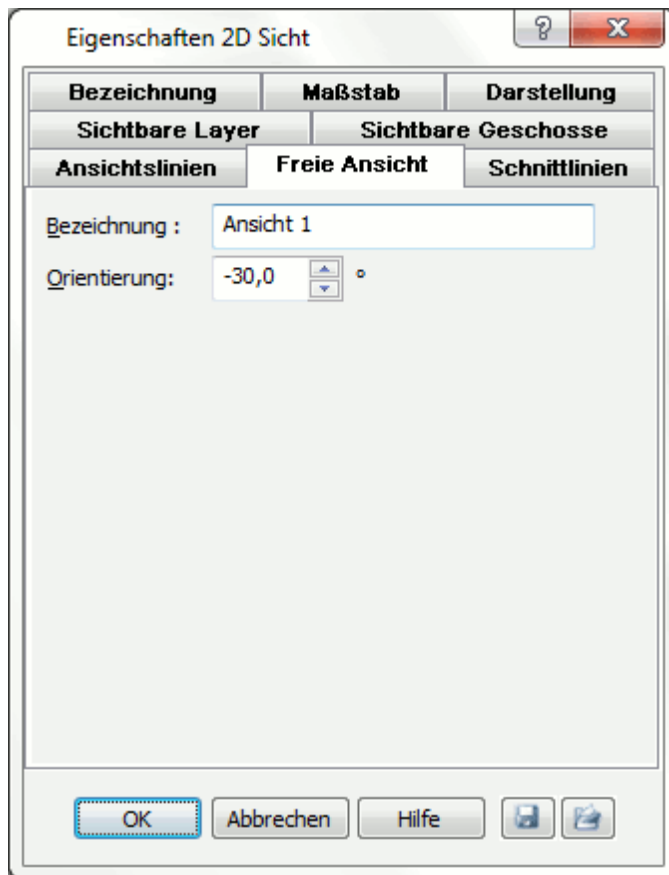 Eigenschaften 2D Sicht
Bezeichnung Maßstab Darstellung
Sichtbare Layer Sichtbare Geschosse
Ansichtslinien Freie Ansicht Schnittlinien
Bezeichnung : Ansicht 1
Orientierung: -30,0 °
OK Abbrechen Hilfe